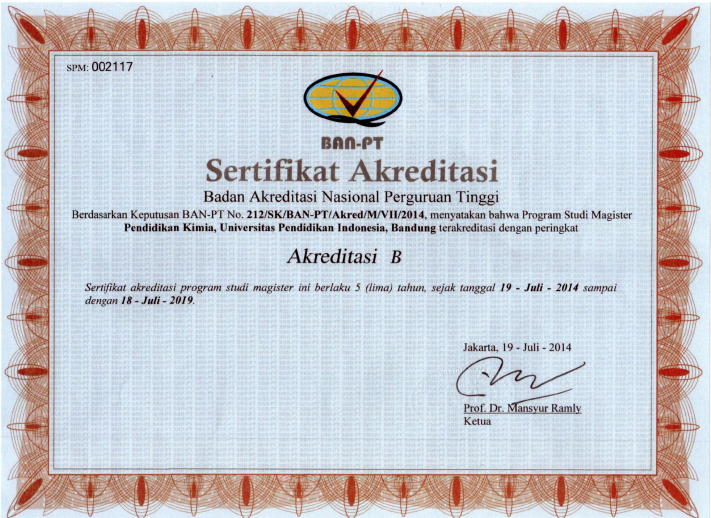 SPM: 002117
BAN-PT
Sertifikat Akreditasi
Badan Akreditasi Nasional Perguruan Tinggi
Berdasarkan Keputusan BAN-PT No. 212/SK/BAN-PT/Akred/M/VII/2014, menyatakan bahwa Program Studi Magister
Pendidikan Kimia, Universitas Pendidikan Indonesia, Bandung terakreditasi dengan peringkat
Akreditasi B
Sertifikat akreditasi program studi magister ini berlaku 5 (lima) tahun, sejak tanggal 19 - Juli - 2014 sampai
dengan 18 - Juli - 2019.
Jakarta, 19 - Juli - 2014
Prof. Dr. Mansyur Ramly
Ketua